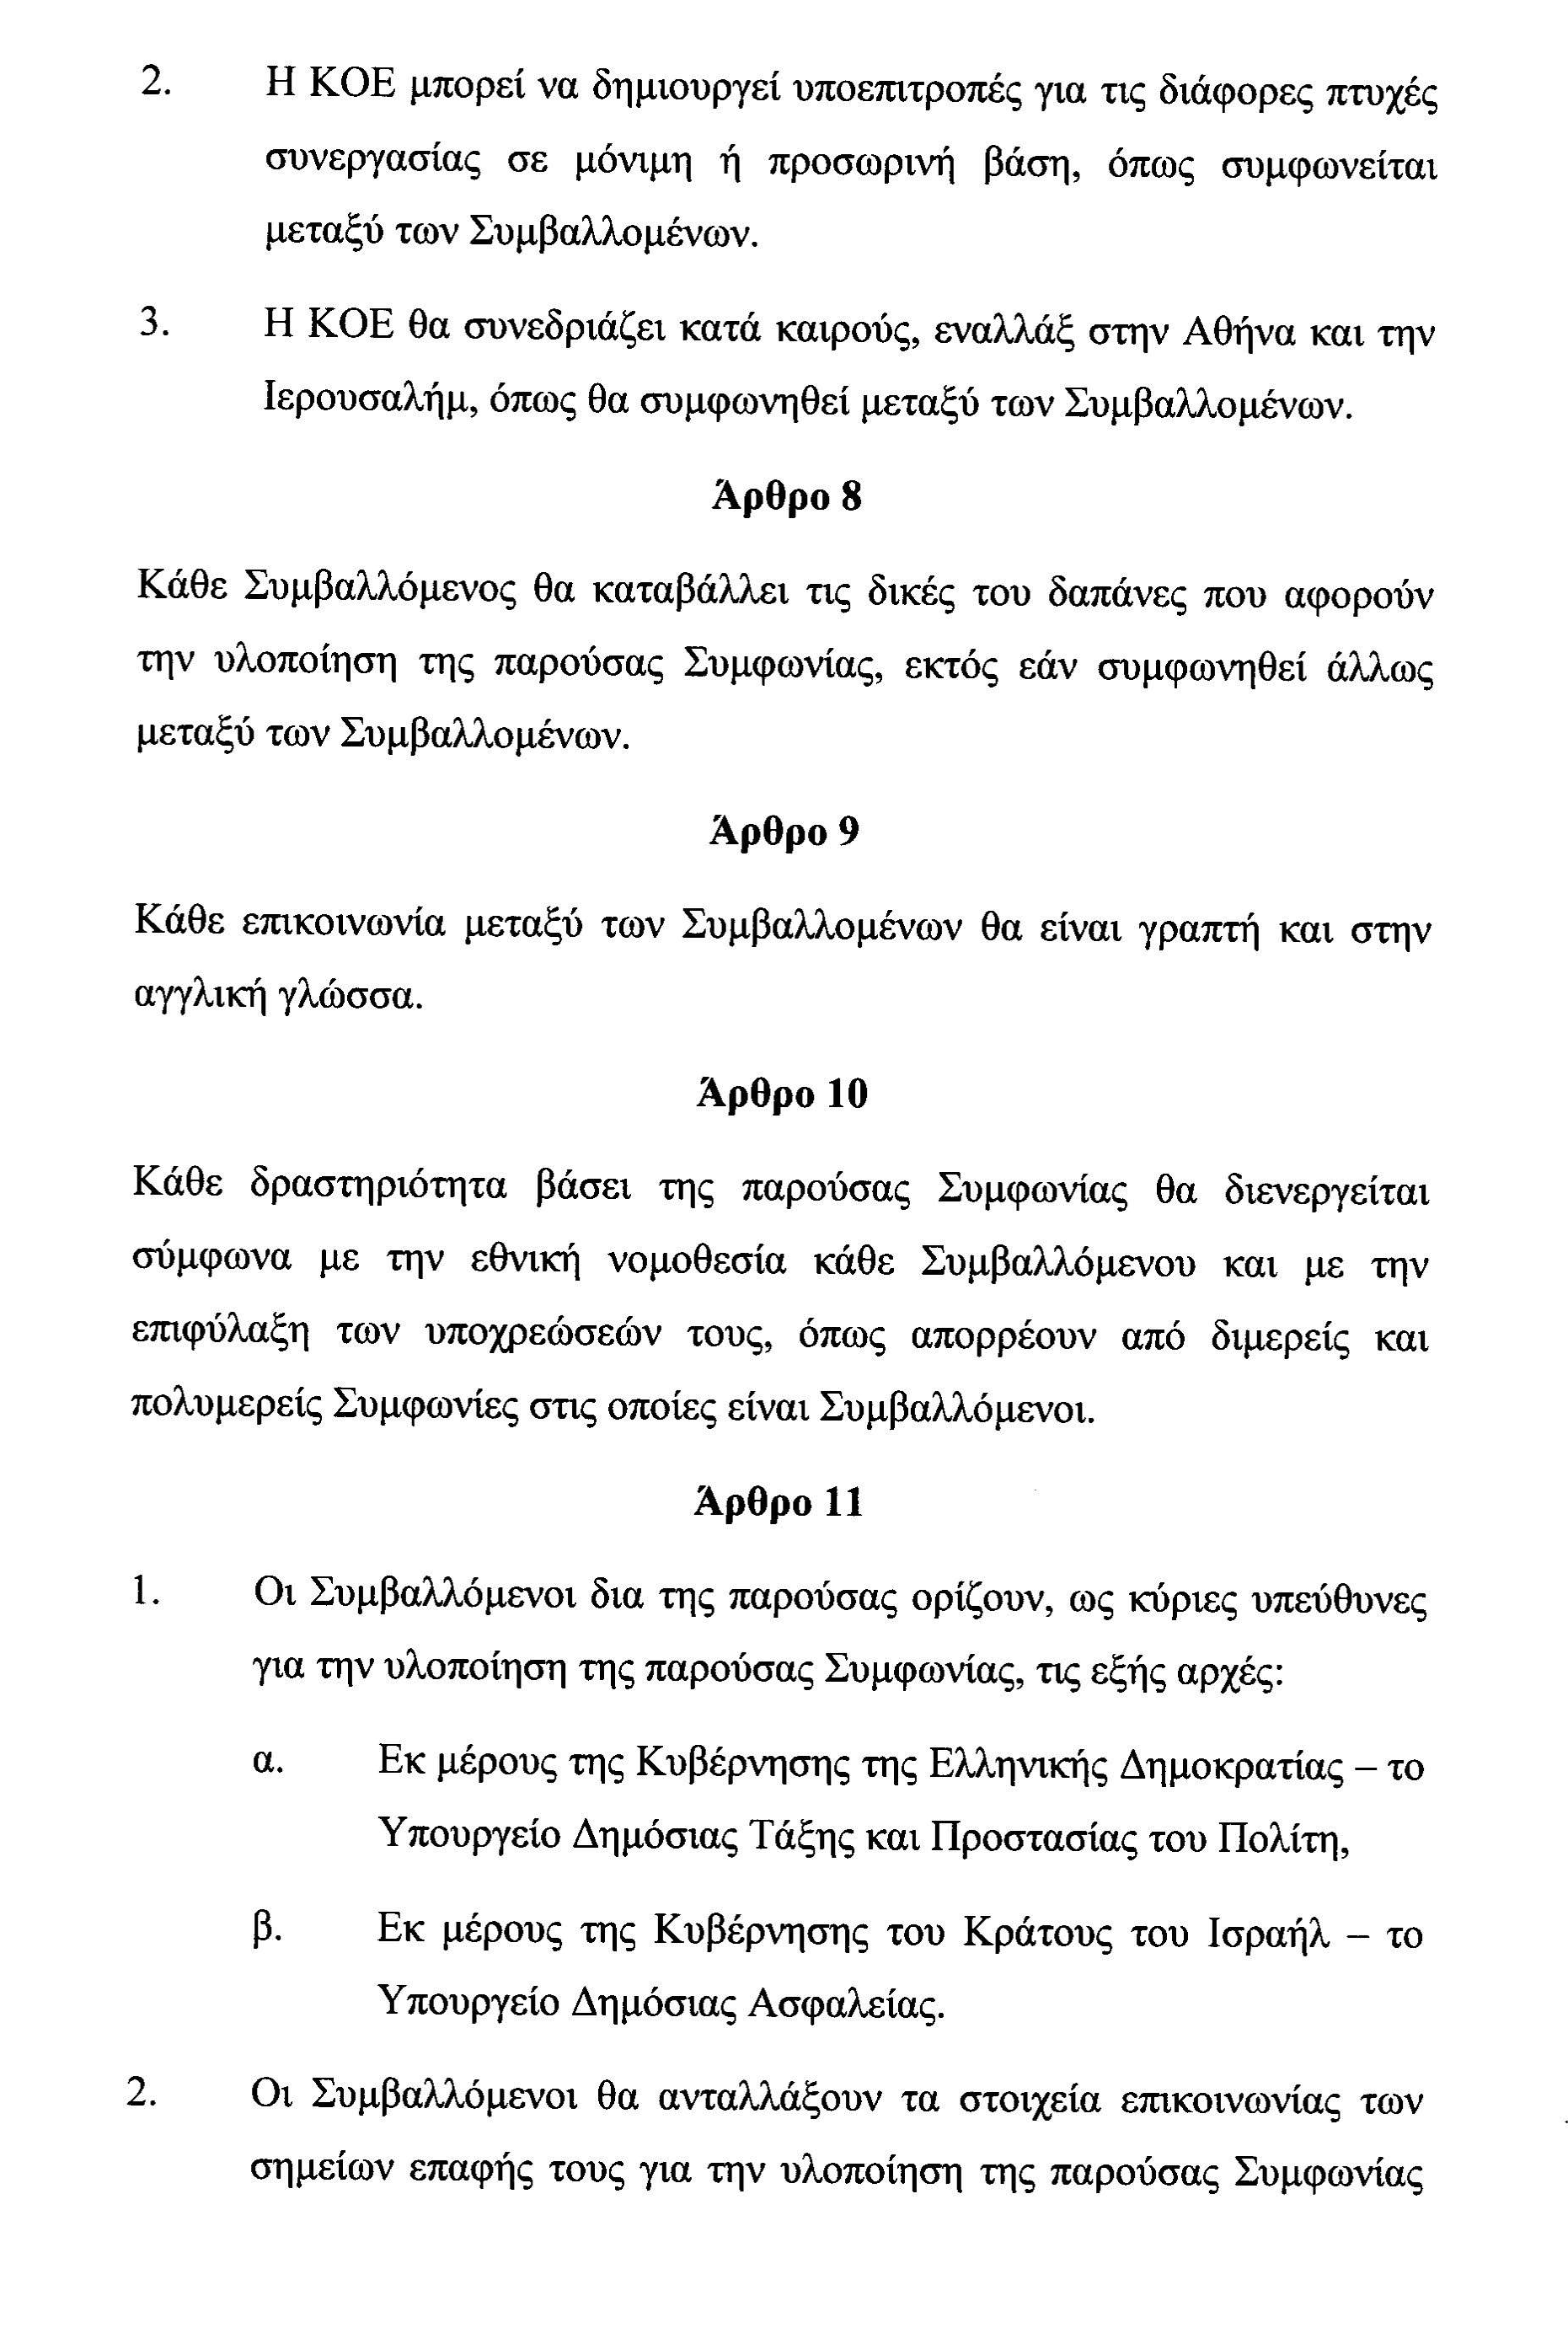 2. Η ΚΟΕ μπορεί να δημιουργεί υποεπιτροπές για τις διάφορες πτυχές
συνεργασίας σε μόνιμη ή προσωρινή βάση, όπως συμφωνείται
μεταξύ των Συμβαλλομένων.
3. Η ΚΟΕ θα συνεδριάζει κατά καιρούς, εναλλάξ στην Αθήνα και την
Ιερουσαλήμ, όπως θα συμφωνηθεί μεταξύ των Συμβαλλομένων.
Άρθρο 8
Κάθε Συμβαλλόμενος θα καταβάλλει τις δικές του δαπάνες που αφορούν
την υλοποίηση της παρούσας Συμφωνίας, εκτός εάν συμφωνηθεί άλλως
μεταξύ των Συμβαλλομένων.
Άρθρο 9
Κάθε επικοινωνία μεταξύ των Συμβαλλομένων θα είναι γραπτή και στην
αγγλική γλώσσα.
Άρθρο 10
Κάθε δραστηριότητα βάσει της παρούσας Συμφωνίας θα διενεργείται
σύμφωνα με την εθνική νομοθεσία κάθε Συμβαλλόμενου και με την
επιφύλαξη των υποχρεώσεών τους, όπως απορρέουν από διμερείς και
πολυμερείς Συμφωνίες στις οποίες είναι Συμβαλλόμενοι.
Άρθρο 11
1. Οι Συμβαλλόμενοι δια της παρούσας ορίζουν, ως κύριες υπεύθυνες
για την υλοποίηση της παρούσας Συμφωνίας, τις εξής αρχές:
α. Εκ μέρους της Κυβέρνησης της Ελληνικής Δημοκρατίας – το
Υπουργείο Δημόσιας Τάξης και Προστασίας του Πολίτη,
β. Εκ μέρους της Κυβέρνησης του Κράτους του Ισραήλ – το
Υπουργείο Δημόσιας Ασφαλείας.
2. Οι Συμβαλλόμενοι θα ανταλλάξουν τα στοιχεία επικοινωνίας των
σημείων επαφής τους για την υλοποίηση της παρούσας Συμφωνίας